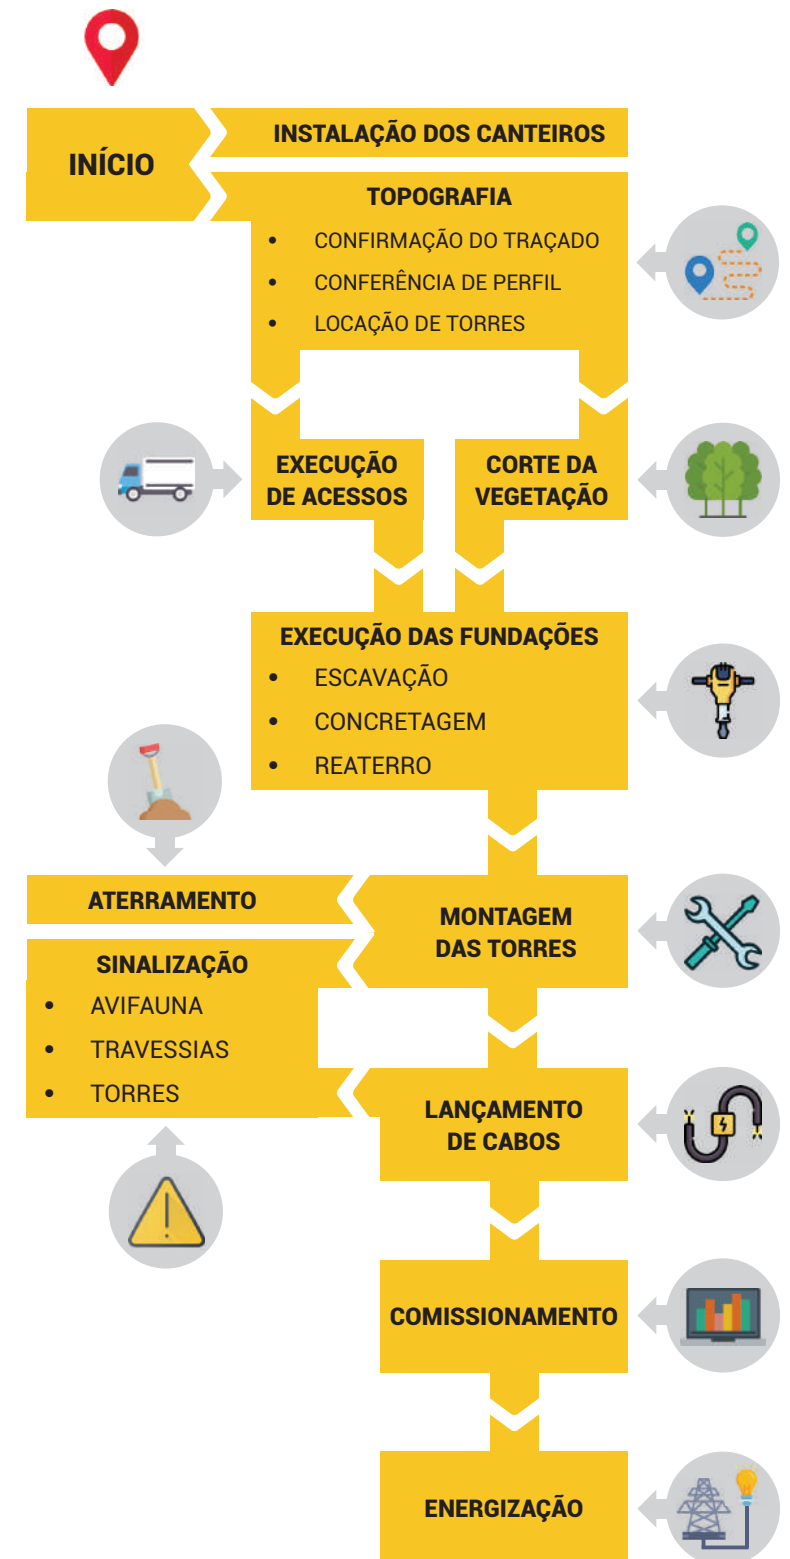 INÍCIO
INSTALAÇÃO DOS CANTEIROS
TOPOGRAFIA
• CONFIRMAÇÃO DO TRAÇADO
• CONFERÊNCIA DE PERFIL
• LOCAÇÃO DE TORRES
EXECUÇÃO
DE ACESSOS
CORTE DA
VEGETAÇÃO
EXECUÇÃO DAS FUNDAÇÕES
• ESCAVAÇÃO
• CONCRETAGEM
• REATERRO
ATERRAMENTO
MONTAGEM
DAS TORRES
SINALIZAÇÃO
• AVIFAUNA
• TRAVESSIAS
• TORRES
LANÇAMENTO
DE CABOS
COMISSIONAMENTO
ENERGIZAÇÃO